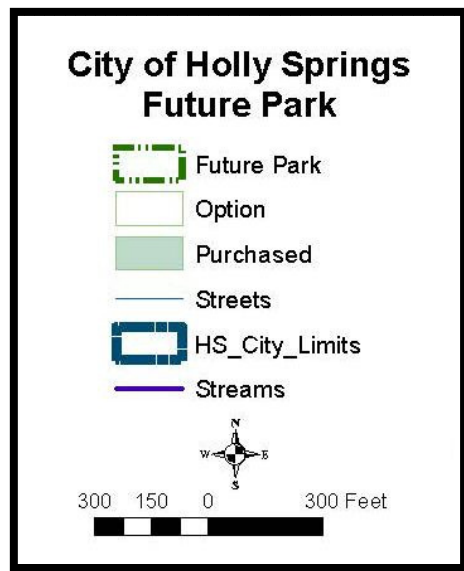 City of Holly Springs
Future Park
Future Park
Option
Purchased
Streets
HS_City_Limits
Streams
N
W E
S
300 150 0 300 Feet